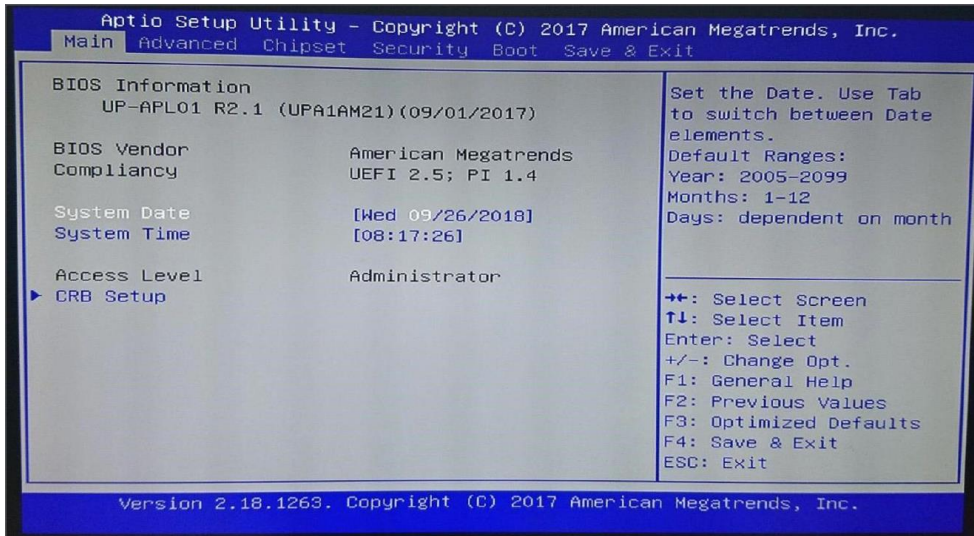 Aptio Setup Utility - Copyright (C) 2017 American Megatrends, Inc.
Main Advanced Chipset Security Boot Save & Exit
BIOS Information
UP-APL01 R2.1 (UPA1AM21)(09/01/2017)
BIOS Vendor American Megatrends
Compliancy UEFI 2.5; PI 1.4
System Date [Wed 09/26/2018]
System Time [08:17:26]
Access Level Administrator
► CRB Setup
Set the Date. Use Tab
to switch between Date
elements.
Default Ranges:
Year: 2005-2099
Months: 1-12
Days: dependent on month
→←: Select Screen
↑↓: Select Item
Enter: Select
+/-: Change Opt.
F1: General Help
F2: Previous Values
F3: Optimized Defaults
F4: Save & Exit
ESC: Exit
Version 2.18.1263. Copyright (C) 2017 American Megatrends, Inc.